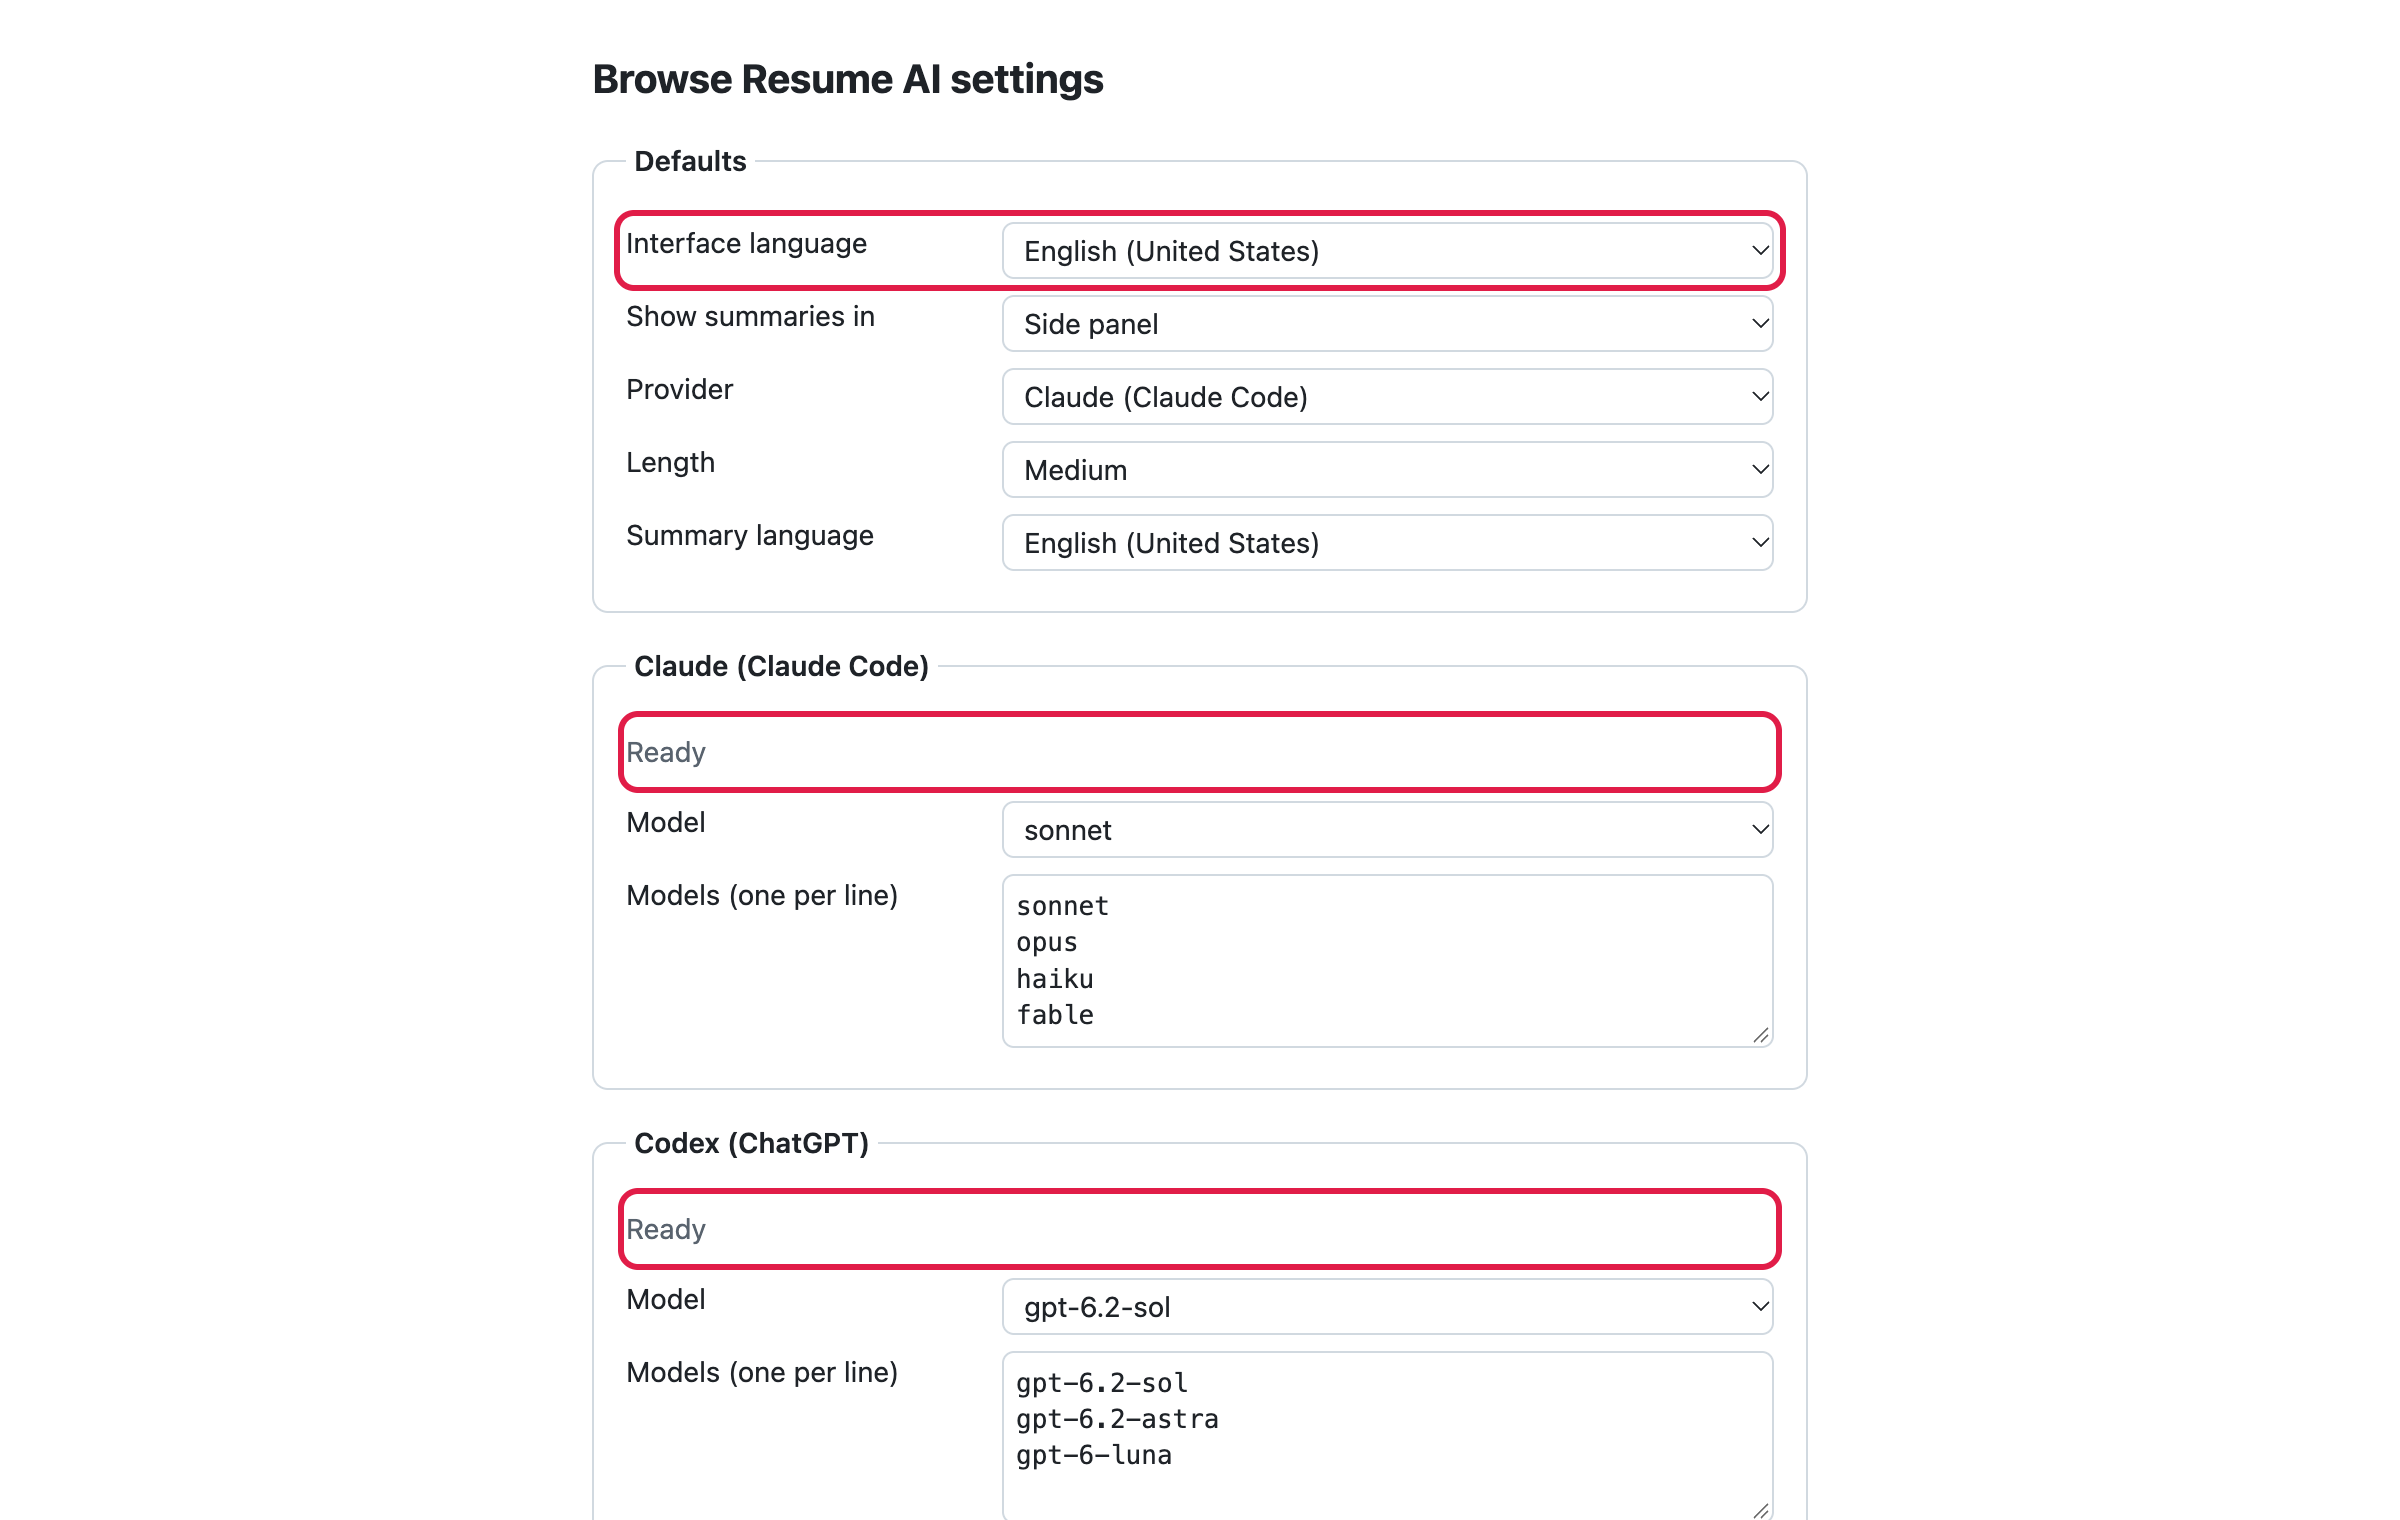 Browse Resume AI settings
Defaults
Interface language
English (United States)
Show summaries in
Side panel
Provider
Claude (Claude Code)
Length
Medium
Summary language
English (United States)
Claude (Claude Code)
Ready
Model
sonnet
Models (one per line)
sonnet
opus
haiku
fable
Codex (ChatGPT)
Ready
Model
gpt-6.2-sol
Models (one per line)
gpt-6.2-sol
gpt-6.2-astra
gpt-6-luna